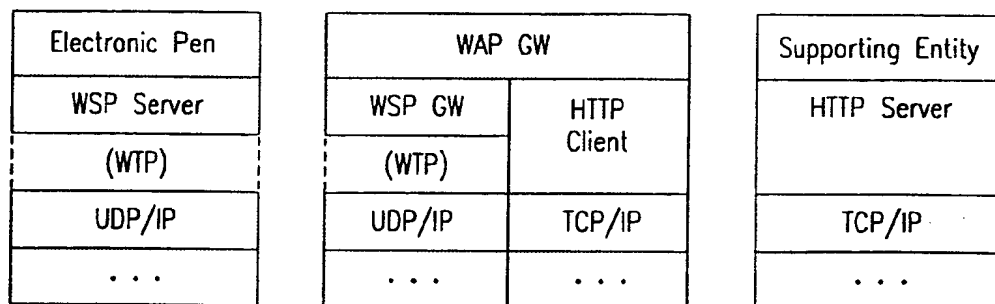 Electronic Pen
WSP Server
(WTP)
UDP/IP
. . .
WAP GW
WSP GW
(WTP)
UDP/IP
. . .
HTTP
Client
TCP/IP
. . .
Supporting Entity
HTTP Server
TCP/IP
. . .